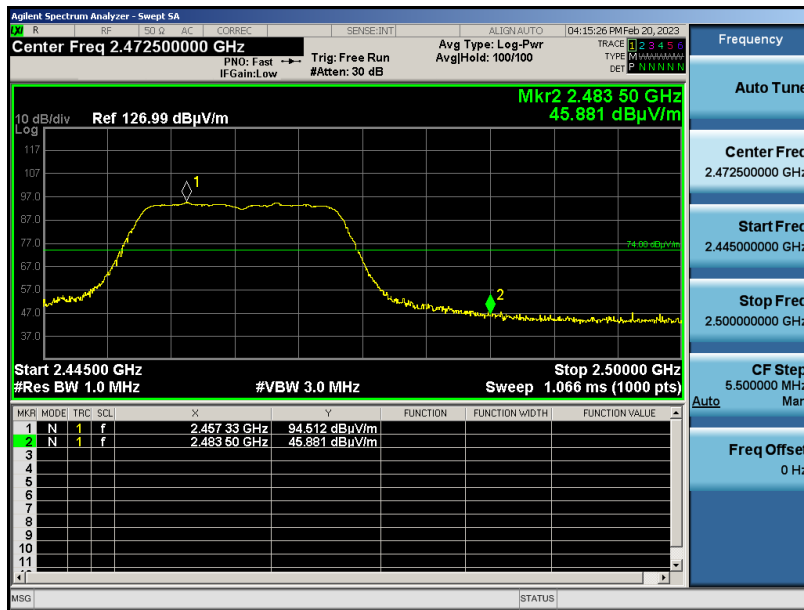 Agilent Spectrum Analyzer - Swept SA
LXI R RF 50 Ω AC CORREC SENSE:INT ALIGN AUTO 04:15:26 PM Feb 20, 2023
Center Freq 2.472500000 GHz
PNO: Fast
IFGain:Low
Trig: Free Run
#Atten: 30 dB
Avg Type: Log-Pwr
Avg|Hold: 100/100
TRACE 1 2 3 4 5 6
TYPE M WWWWW
DET P N N N N N
Mkr2 2.483 50 GHz
45.881 dBµV/m
10 dB/div Ref 126.99 dBµV/m
Log
117
107
97.0
87.0
77.0
67.0
57.0
47.0
37.0
1
2
74.00 dBµV/m
Start 2.44500 GHz Stop 2.50000 GHz
#Res BW 1.0 MHz #VBW 3.0 MHz Sweep 1.066 ms (1000 pts)
MKR MODE TRC SCL X Y FUNCTION FUNCTION WIDTH FUNCTION VALUE
1 N 1 f 2.457 33 GHz 94.512 dBµV/m
2 N 1 f 2.483 50 GHz 45.881 dBµV/m
3
4
5
6
7
8
9
10
11
MSG STATUS
Frequency
Auto Tune
Center Freq
2.472500000 GHz
Start Freq
2.445000000 GHz
Stop Freq
2.500000000 GHz
CF Step
5.500000 MHz
Auto Man
Freq Offset
0 Hz